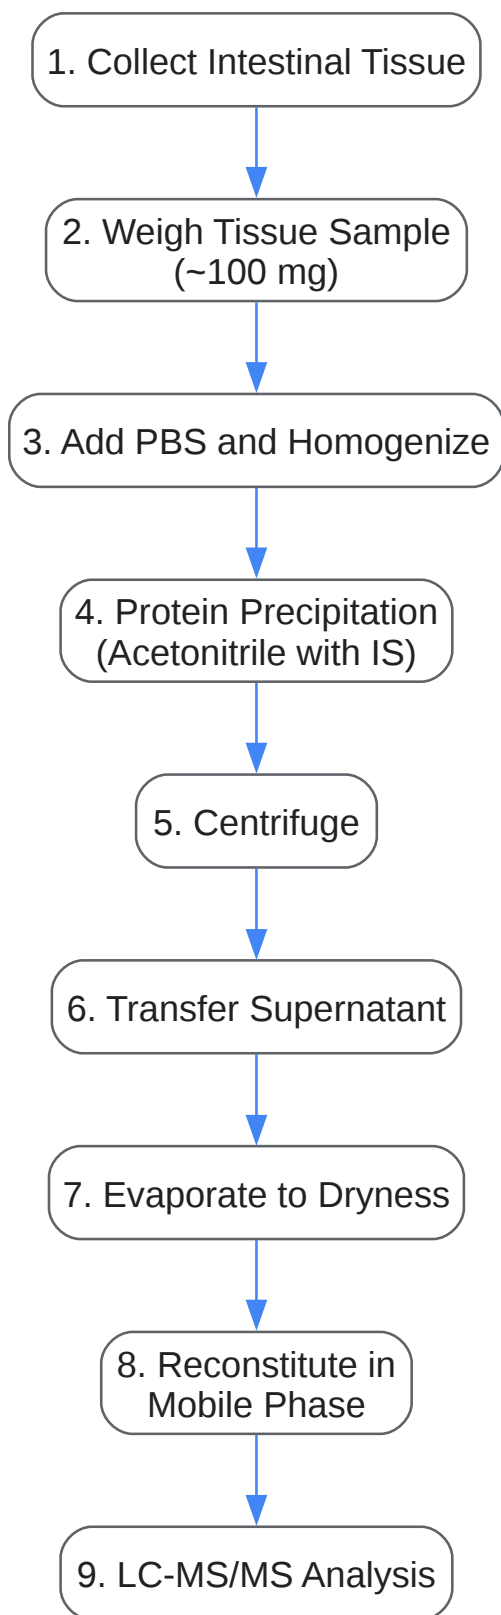 1. Collect Intestinal Tissue
2. Weigh Tissue Sample
(~100 mg)
3. Add PBS and Homogenize
4. Protein Precipitation
(Acetonitrile with IS)
5. Centrifuge
6. Transfer Supernatant
7. Evaporate to Dryness
8. Reconstitute in
Mobile Phase
9. LC-MS/MS Analysis